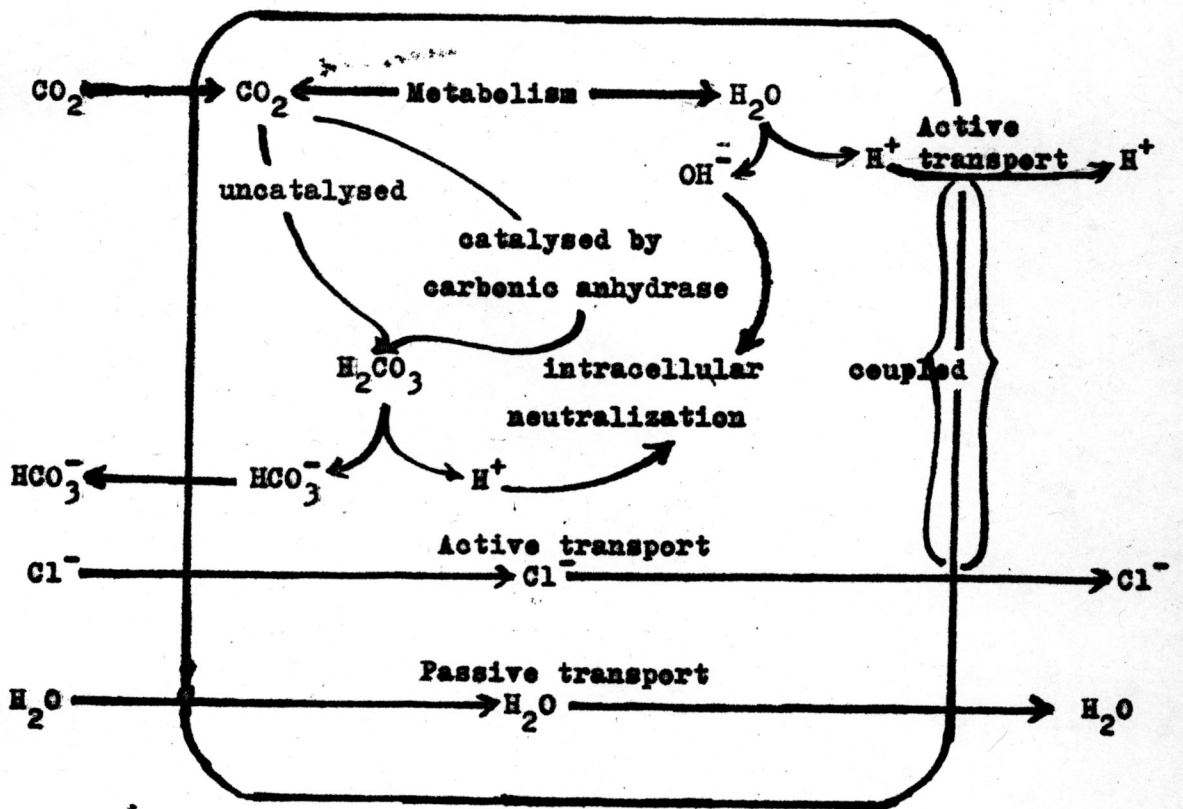 CO₂ CO₂ Metabolism H₂O
Active
H⁺ transport H⁺
OH⁻
uncatalysed
catalysed by
carbonic anhydrase
H₂CO₃ intracellular coupled
neutralization
HCO₃⁻ HCO₃⁻ H⁺
Active transport
Cl⁻ Cl⁻ Cl⁻
Passive transport
H₂O H₂O H₂O